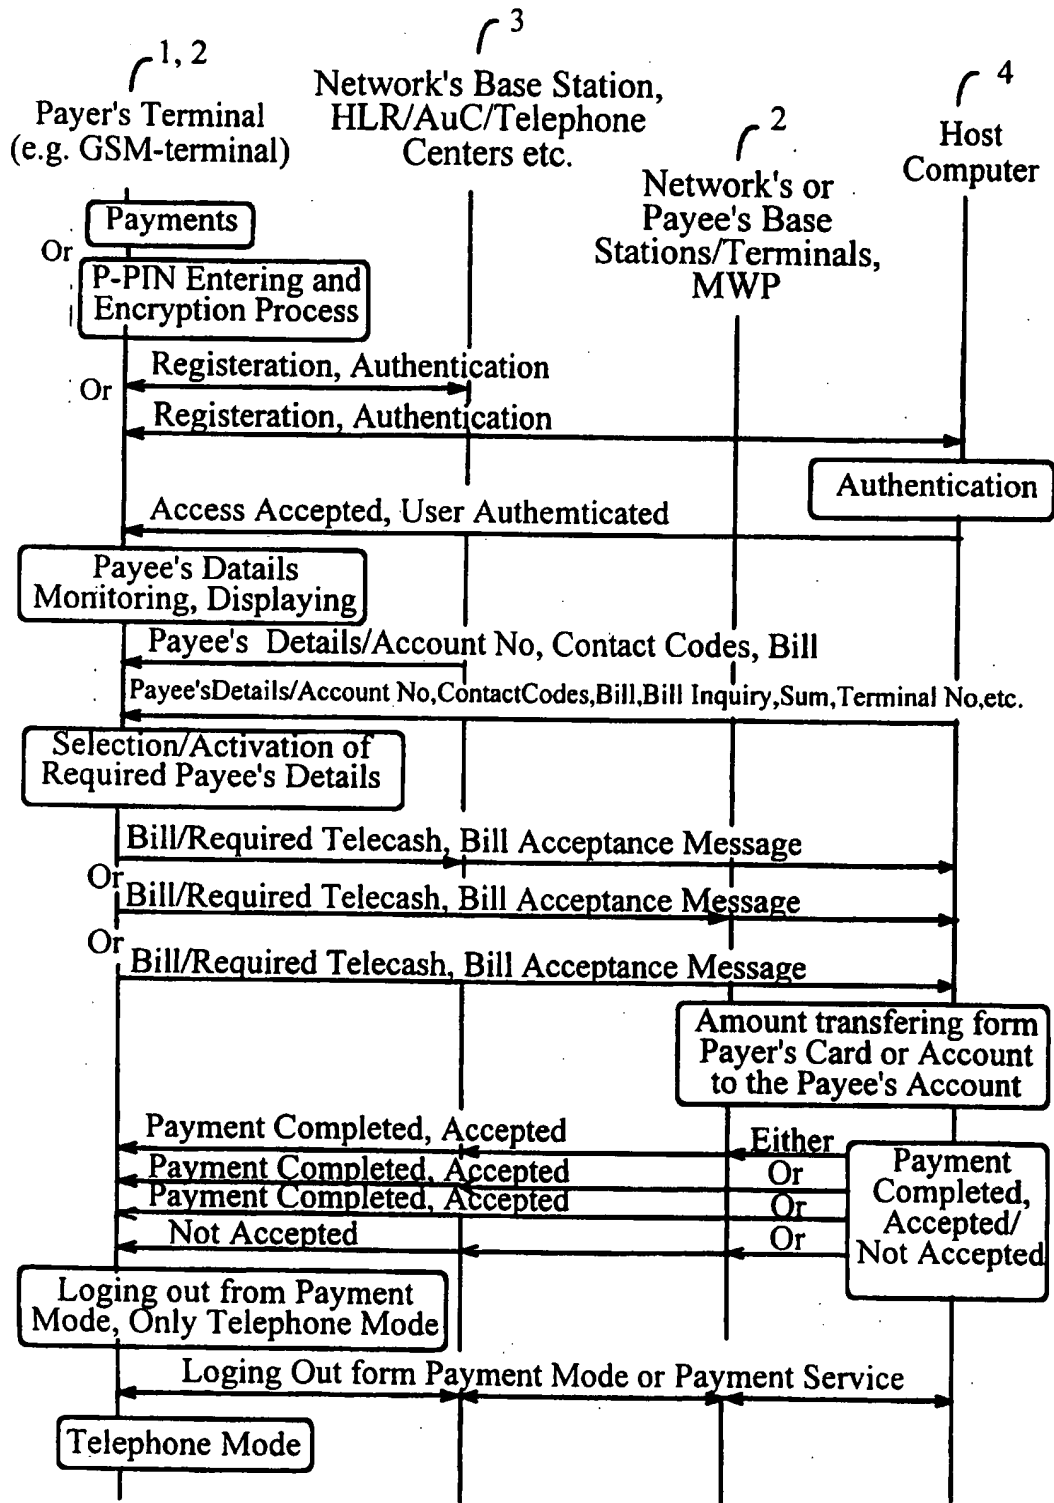 1, 2
Payer's Terminal
(e.g. GSM-terminal)
3
Network's Base Station,
HLR/AuC/Telephone
Centers etc.
2
Network's or
Payee's Base
Stations/Terminals,
MWP
4
Host
Computer
Payments
Or
P-PIN Entering and
Encryption Process
Registeration, Authentication
Or
Registeration, Authentication
Authentication
Access Accepted, User Authemticated
Payee's Datails
Monitoring, Displaying
Payee's Details/Account No, Contact Codes, Bill
Payee'sDetails/Account No,ContactCodes,Bill,Bill Inquiry,Sum,Terminal No,etc.
Selection/Activation of
Required Payee's Details
Bill/Required Telecash, Bill Acceptance Message
Or
Bill/Required Telecash, Bill Acceptance Message
Or
Bill/Required Telecash, Bill Acceptance Message
Amount transfering form
Payer's Card or Account
to the Payee's Account
Payment Completed, Accepted
Either
Payment Completed, Accepted
Or
Payment Completed, Accepted
Or
Not Accepted
Or
Payment
Completed,
Accepted/
Not Accepted
Loging out from Payment
Mode, Only Telephone Mode
Loging Out form Payment Mode or Payment Service
Telephone Mode